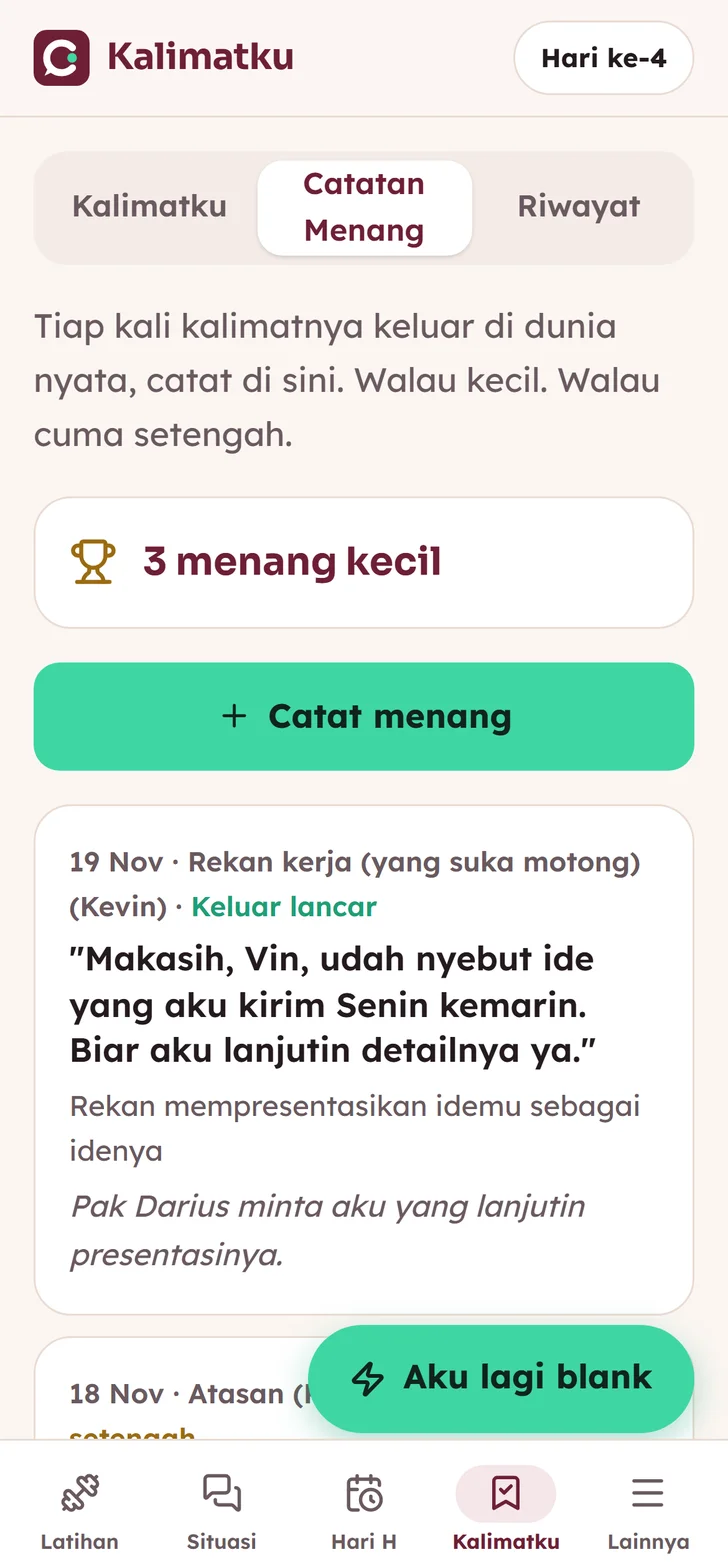 Kalimatku
Hari ke-4
Kalimatku
Catatan
Menang
Riwayat
Tiap kali kalimatnya keluar di dunia
nyata, catat di sini. Walau kecil. Walau
cuma setengah.
3 menang kecil
+ Catat menang
19 Nov · Rekan kerja (yang suka motong)
(Kevin) · Keluar lancar
"Makasih, Vin, udah nyebut ide
yang aku kirim Senin kemarin.
Biar aku lanjutin detailnya ya."
Rekan mempresentasikan idemu sebagai
idenya
Pak Darius minta aku yang lanjutin
presentasinya.
18 Nov · Atasan
setengah
Aku lagi blank
Latihan
Situasi
Hari H
Kalimatku
Lainnya